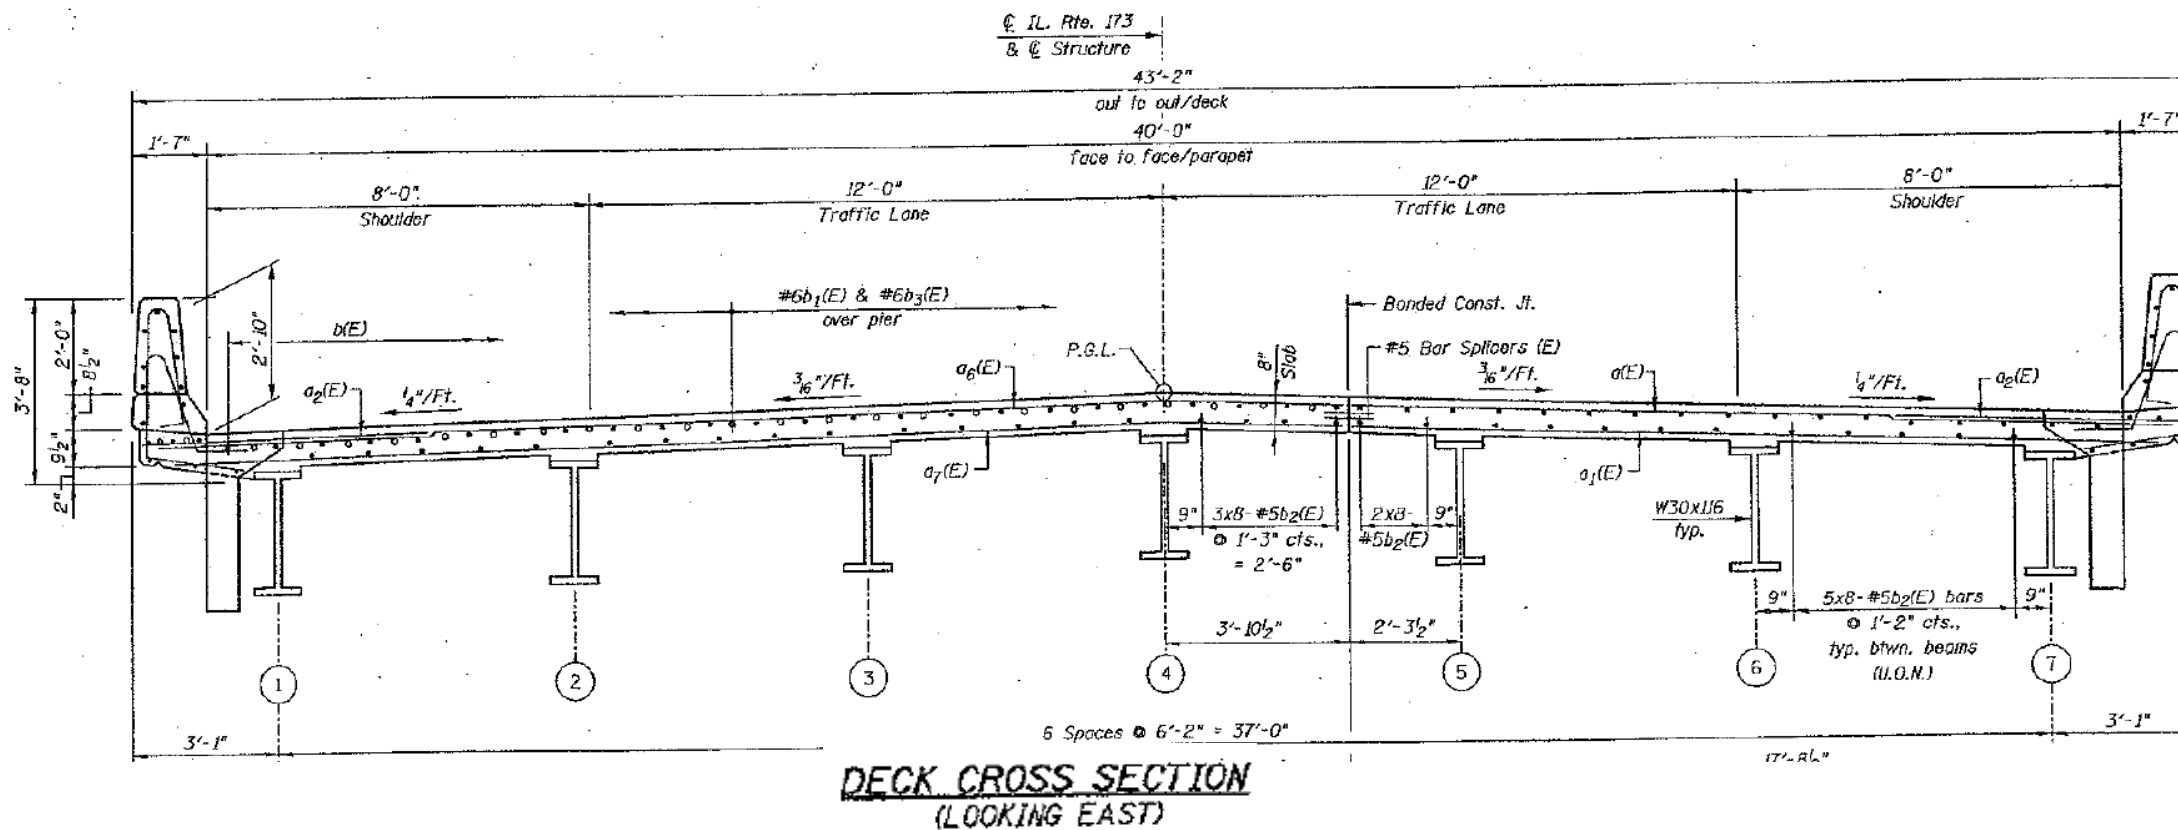 ℄ IL. Rte. 173
& ℄ Structure
43'-2"
out to out/deck
1'-7"
40'-0"
1'-7"
face to face/parapet
8'-0"
12'-0"
12'-0"
8'-0"
Shoulder
Traffic Lane
Traffic Lane
Shoulder
#6b1(E) & #6b3(E)
over pier
Bonded Const. Jt.
b(E)
2'-10"
3'-8"
2'-0"
8½"
9½"
2"
P.G.L.
8"
Slab
#5 Bar Splicers (E)
a2(E)
¼"/Ft.
3/16"/Ft.
a6(E)
3/16"/Ft.
a(E)
¼"/Ft.
a2(E)
a7(E)
a1(E)
9"
3x8-#5b2(E)
@ 1'-3" cts.,
= 2'-6"
2x8-
#5b2(E)
9"
W30x116
typ.
9"
5x8-#5b2(E) bars
@ 1'-2" cts.,
typ. btwn. beams
(U.O.N.)
9"
3'-10½"
2'-3½"
1
2
3
4
5
6
7
3'-1"
6 Spaces @ 6'-2" = 37'-0"
3'-1"
17'-8½"
DECK CROSS SECTION
(LOOKING EAST)